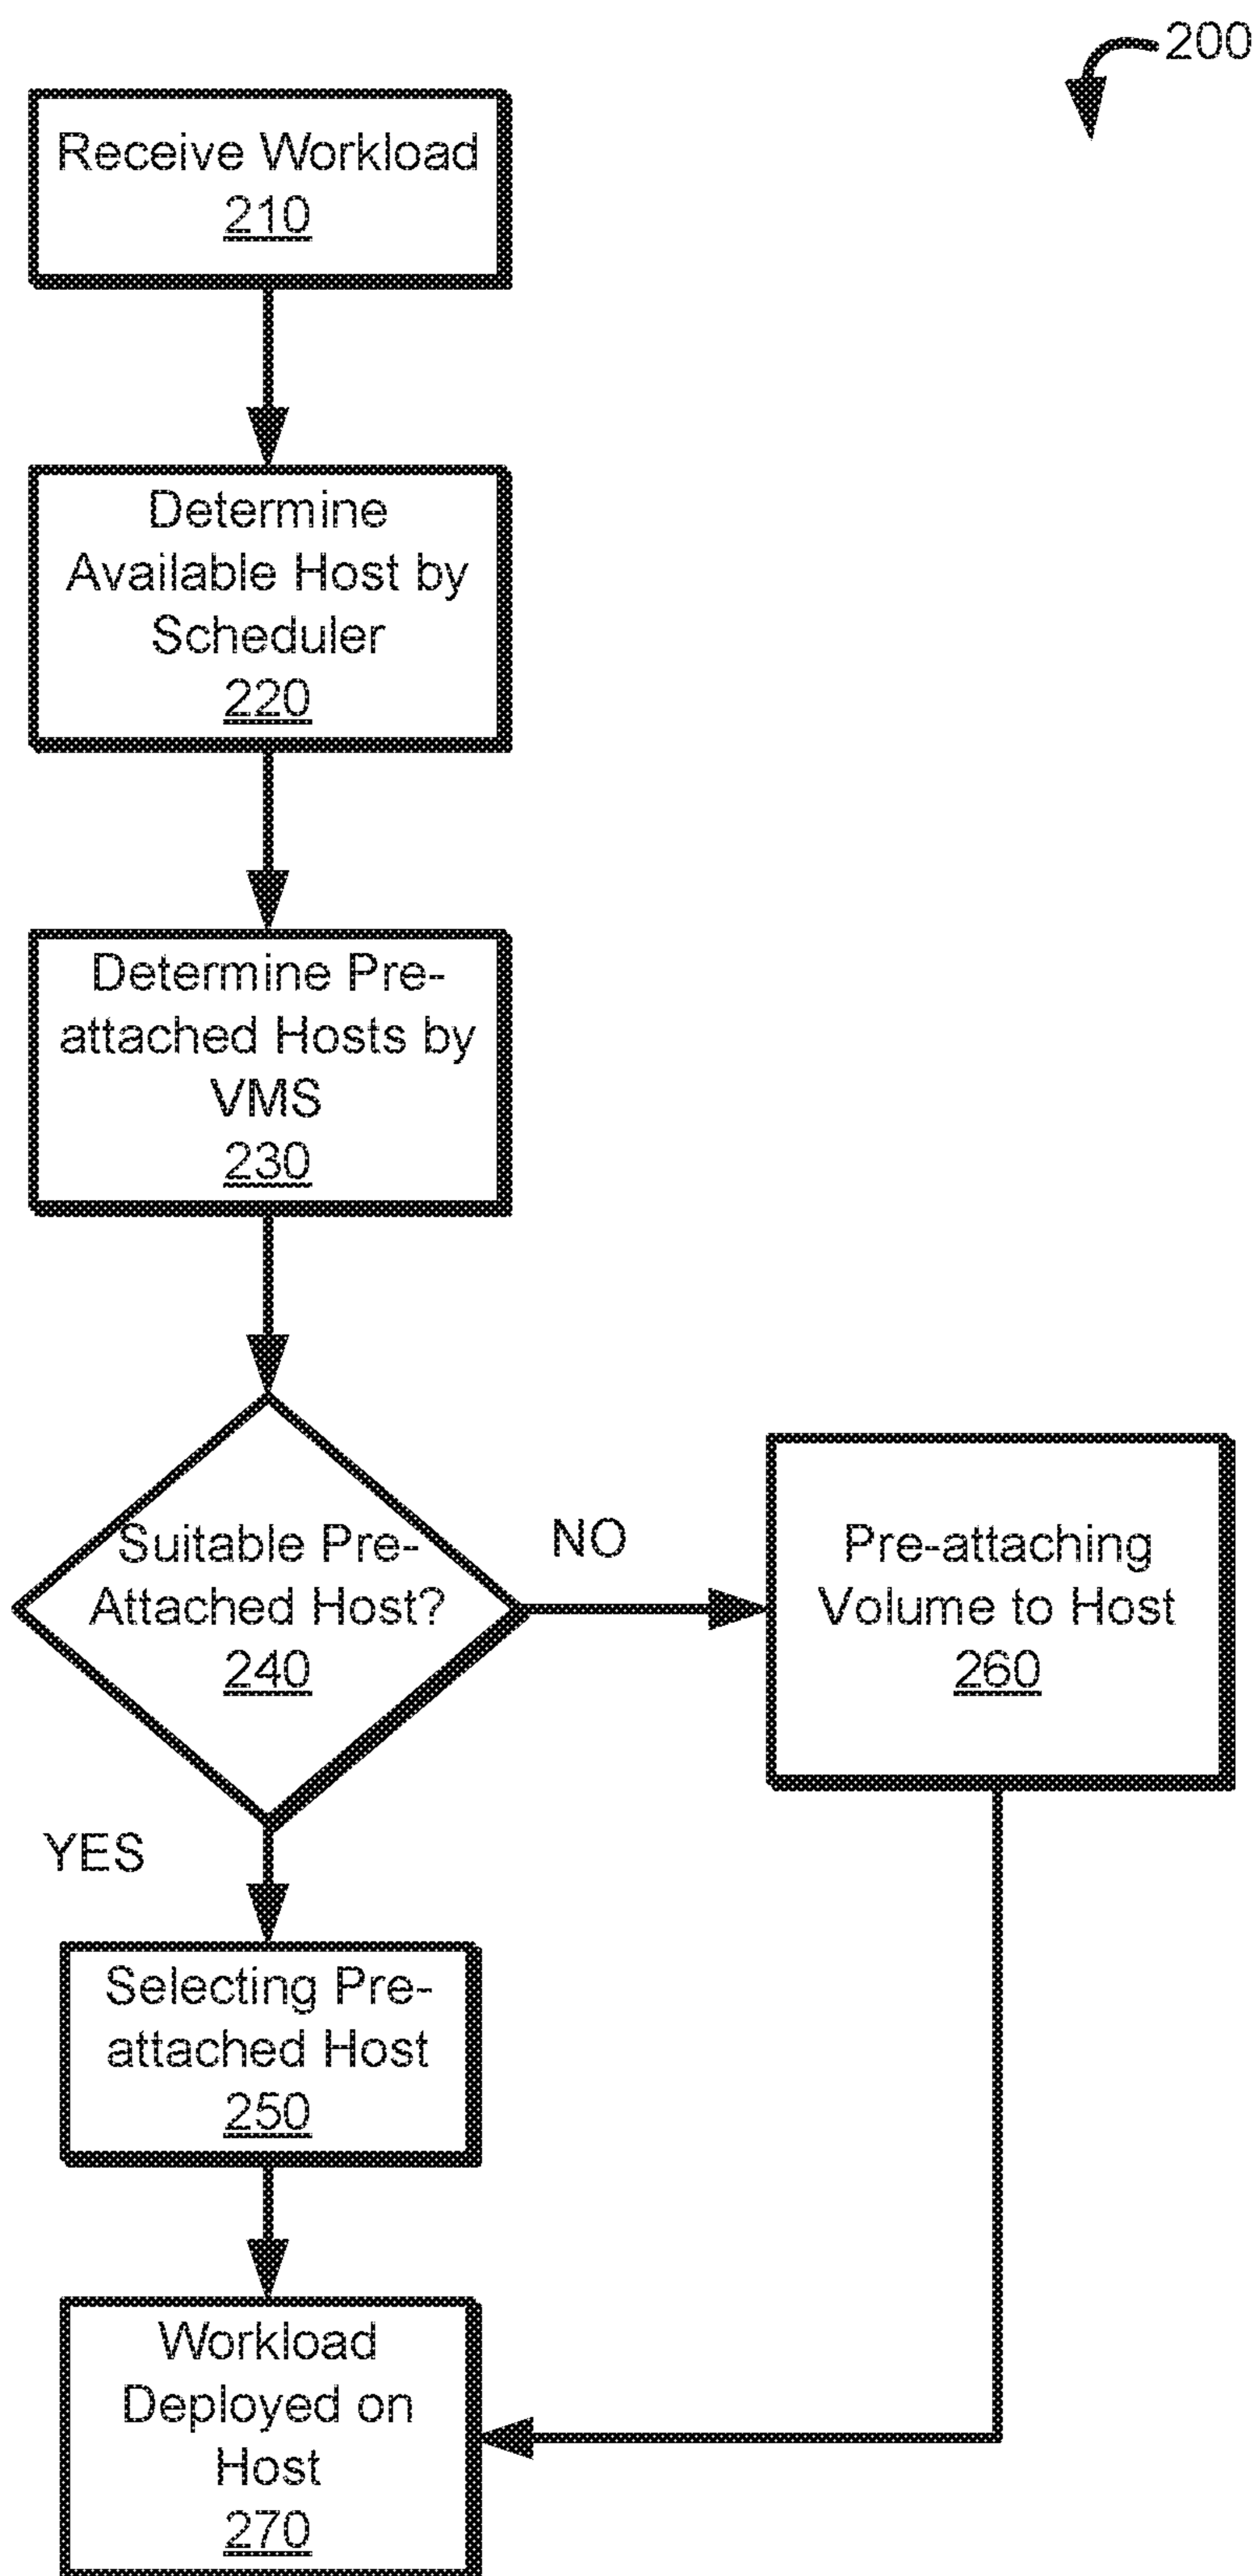 200
Receive Workload
210
Determine
Available Host by
Scheduler
220
Determine Pre-
attached Hosts by
VMS
230
Suitable Pre-
Attached Host?
240
NO
Pre-attaching
Volume to Host
260
YES
Selecting Pre-
attached Host
250
Workload
Deployed on
Host
270